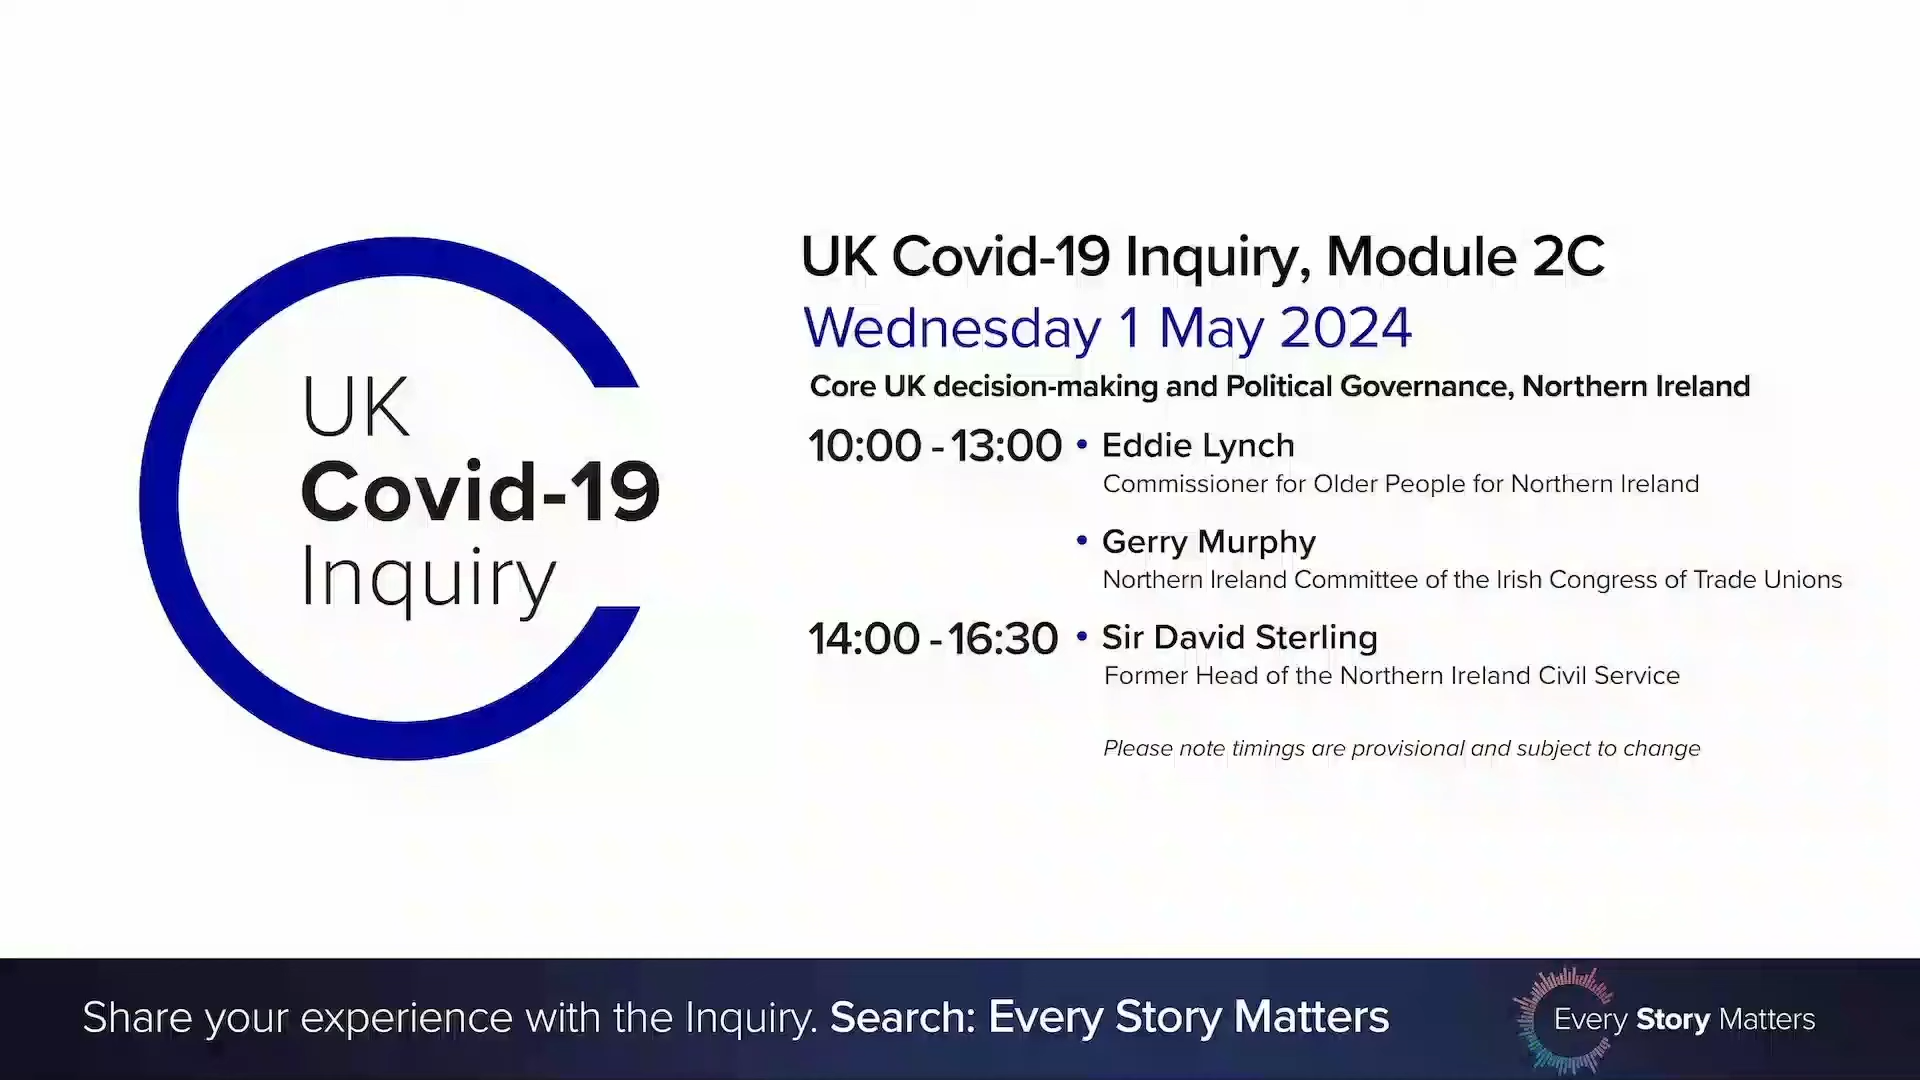 UK
Covid-19
Inquiry
UK Covid-19 Inquiry, Module 2C
Wednesday 1 May 2024
Core UK decision-making and Political Governance, Northern Ireland
10:00 - 13:00 • Eddie Lynch
Commissioner for Older People for Northern Ireland
• Gerry Murphy
Northern Ireland Committee of the Irish Congress of Trade Unions
14:00 - 16:30 • Sir David Sterling
Former Head of the Northern Ireland Civil Service
Please note timings are provisional and subject to change
Share your experience with the Inquiry. Search: Every Story Matters
Every Story Matters